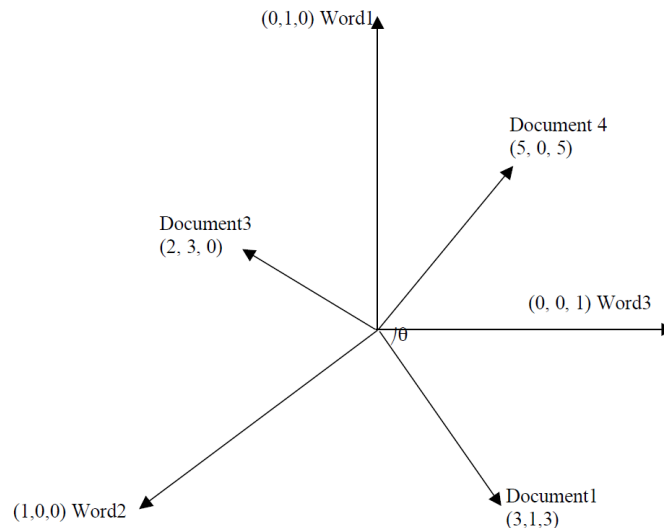 (0,1,0) Word1
Document 4
(5, 0, 5)
Document3
(2, 3, 0)
(0, 0, 1) Word3
θ
(1,0,0) Word2
Document1
(3,1,3)